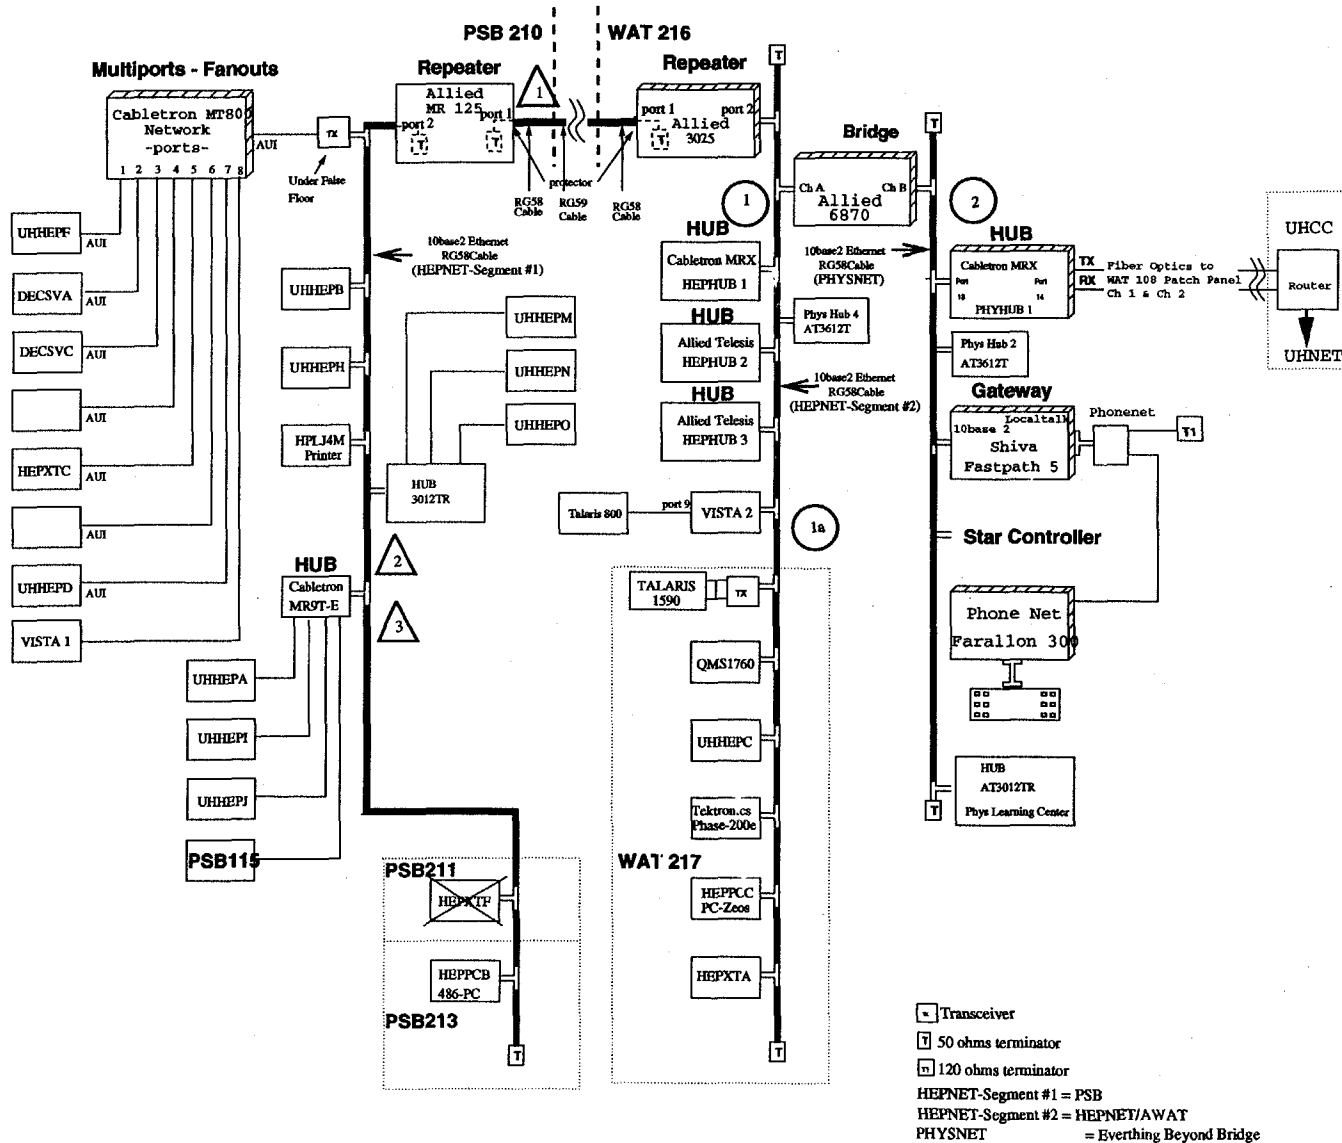 PSB 210
WAT 216
T
Multiports - Fanouts
Repeater
Repeater
Cabletron MT800
Network
-ports-
1 2 3 4 5 6 7 8
AUI
TX
Under False
Floor
Allied
MR 125
port 2
port 1
T
T
1
protector
RG58
Cable
RG59
Cable
RG58
Cable
port 1
port 2
Allied
3025
T
Bridge
T
Ch A
Ch B
Allied
6870
1
2
UHHEPF
AUI
DECSVA
AUI
DECSVC
AUI
AUI
HEPXTC
AUI
AUI
UHHEPD
AUI
VISTA 1
10base2 Ethernet
RG58Cable
(HEPNET-Segment #1)
UHHEPB
UHHEPH
HPLJ4M
Printer
UHHEPM
UHHEPN
UHHEPO
HUB
3012TR
2
HUB
Cabletron
MR9T-E
3
UHHEPA
UHHEPI
UHHEPJ
PSB115
PSB211
HEPXTF
HEPPCB
486-PC
PSB213
T
HUB
Cabletron MRX
HEPHUB 1
HUB
Allied Telesis
HEPHUB 2
HUB
Allied Telesis
HEPHUB 3
10base2 Ethernet
RG58Cable
(PHYSNET)
Phys Hub 4
AT3612T
10base2 Ethernet
RG58Cable
(HEPNET-Segment #2)
Talaris 800
port 9
VISTA 2
1a
TALARIS
1590
TX
QMS1760
UHHEPC
Tektron.cs
Phase-200e
WAT 217
HEPPCC
PC-Zeos
HEPXTA
T
HUB
Cabletron MRX
Port
Port
13
14
PHYHUB 1
TX
RX
Fiber Optics to
WAT 108 Patch Panel
Ch 1 & Ch 2
UHCC
Router
UHNET
Phys Hub 2
AT3612T
Gateway
Localtalk
10base 2
Shiva
Fastpath 5
Phonenet
T1
Star Controller
Phone Net
Farallon 300
HUB
AT3012TR
Phys Learning Center
T
Transceiver
T 50 ohms terminator
120 ohms terminator
HEPNET-Segment #1 = PSB
HEPNET-Segment #2 = HEPNET/AWAT
PHYSNET = Everthing Beyond Bridge